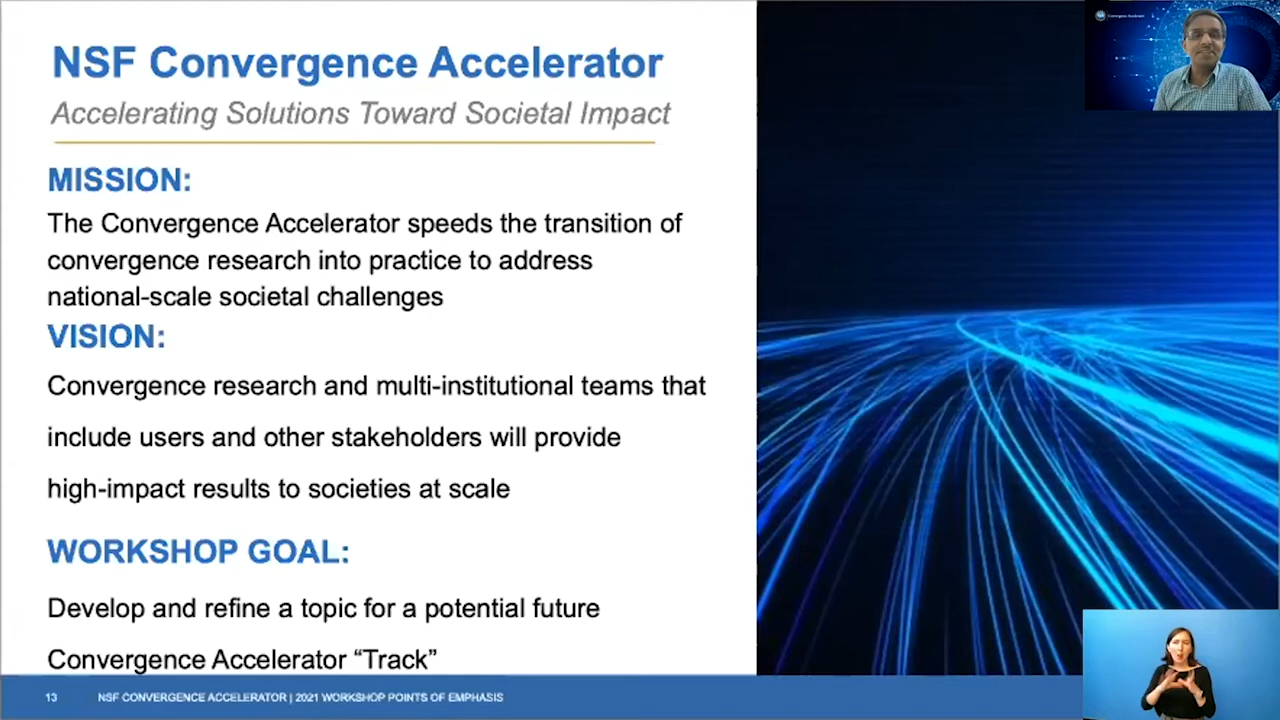 NSF Convergence Accelerator
Accelerating Solutions Toward Societal Impact
MISSION:
The Convergence Accelerator speeds the transition of
convergence research into practice to address
national-scale societal challenges
VISION:
Convergence research and multi-institutional teams that
include users and other stakeholders will provide
high-impact results to societies at scale
WORKSHOP GOAL:
Develop and refine a topic for a potential future
Convergence Accelerator “Track”
13 NSF CONVERGENCE ACCELERATOR | 2021 WORKSHOP POINTS OF EMPHASIS
Convergence Accelerator